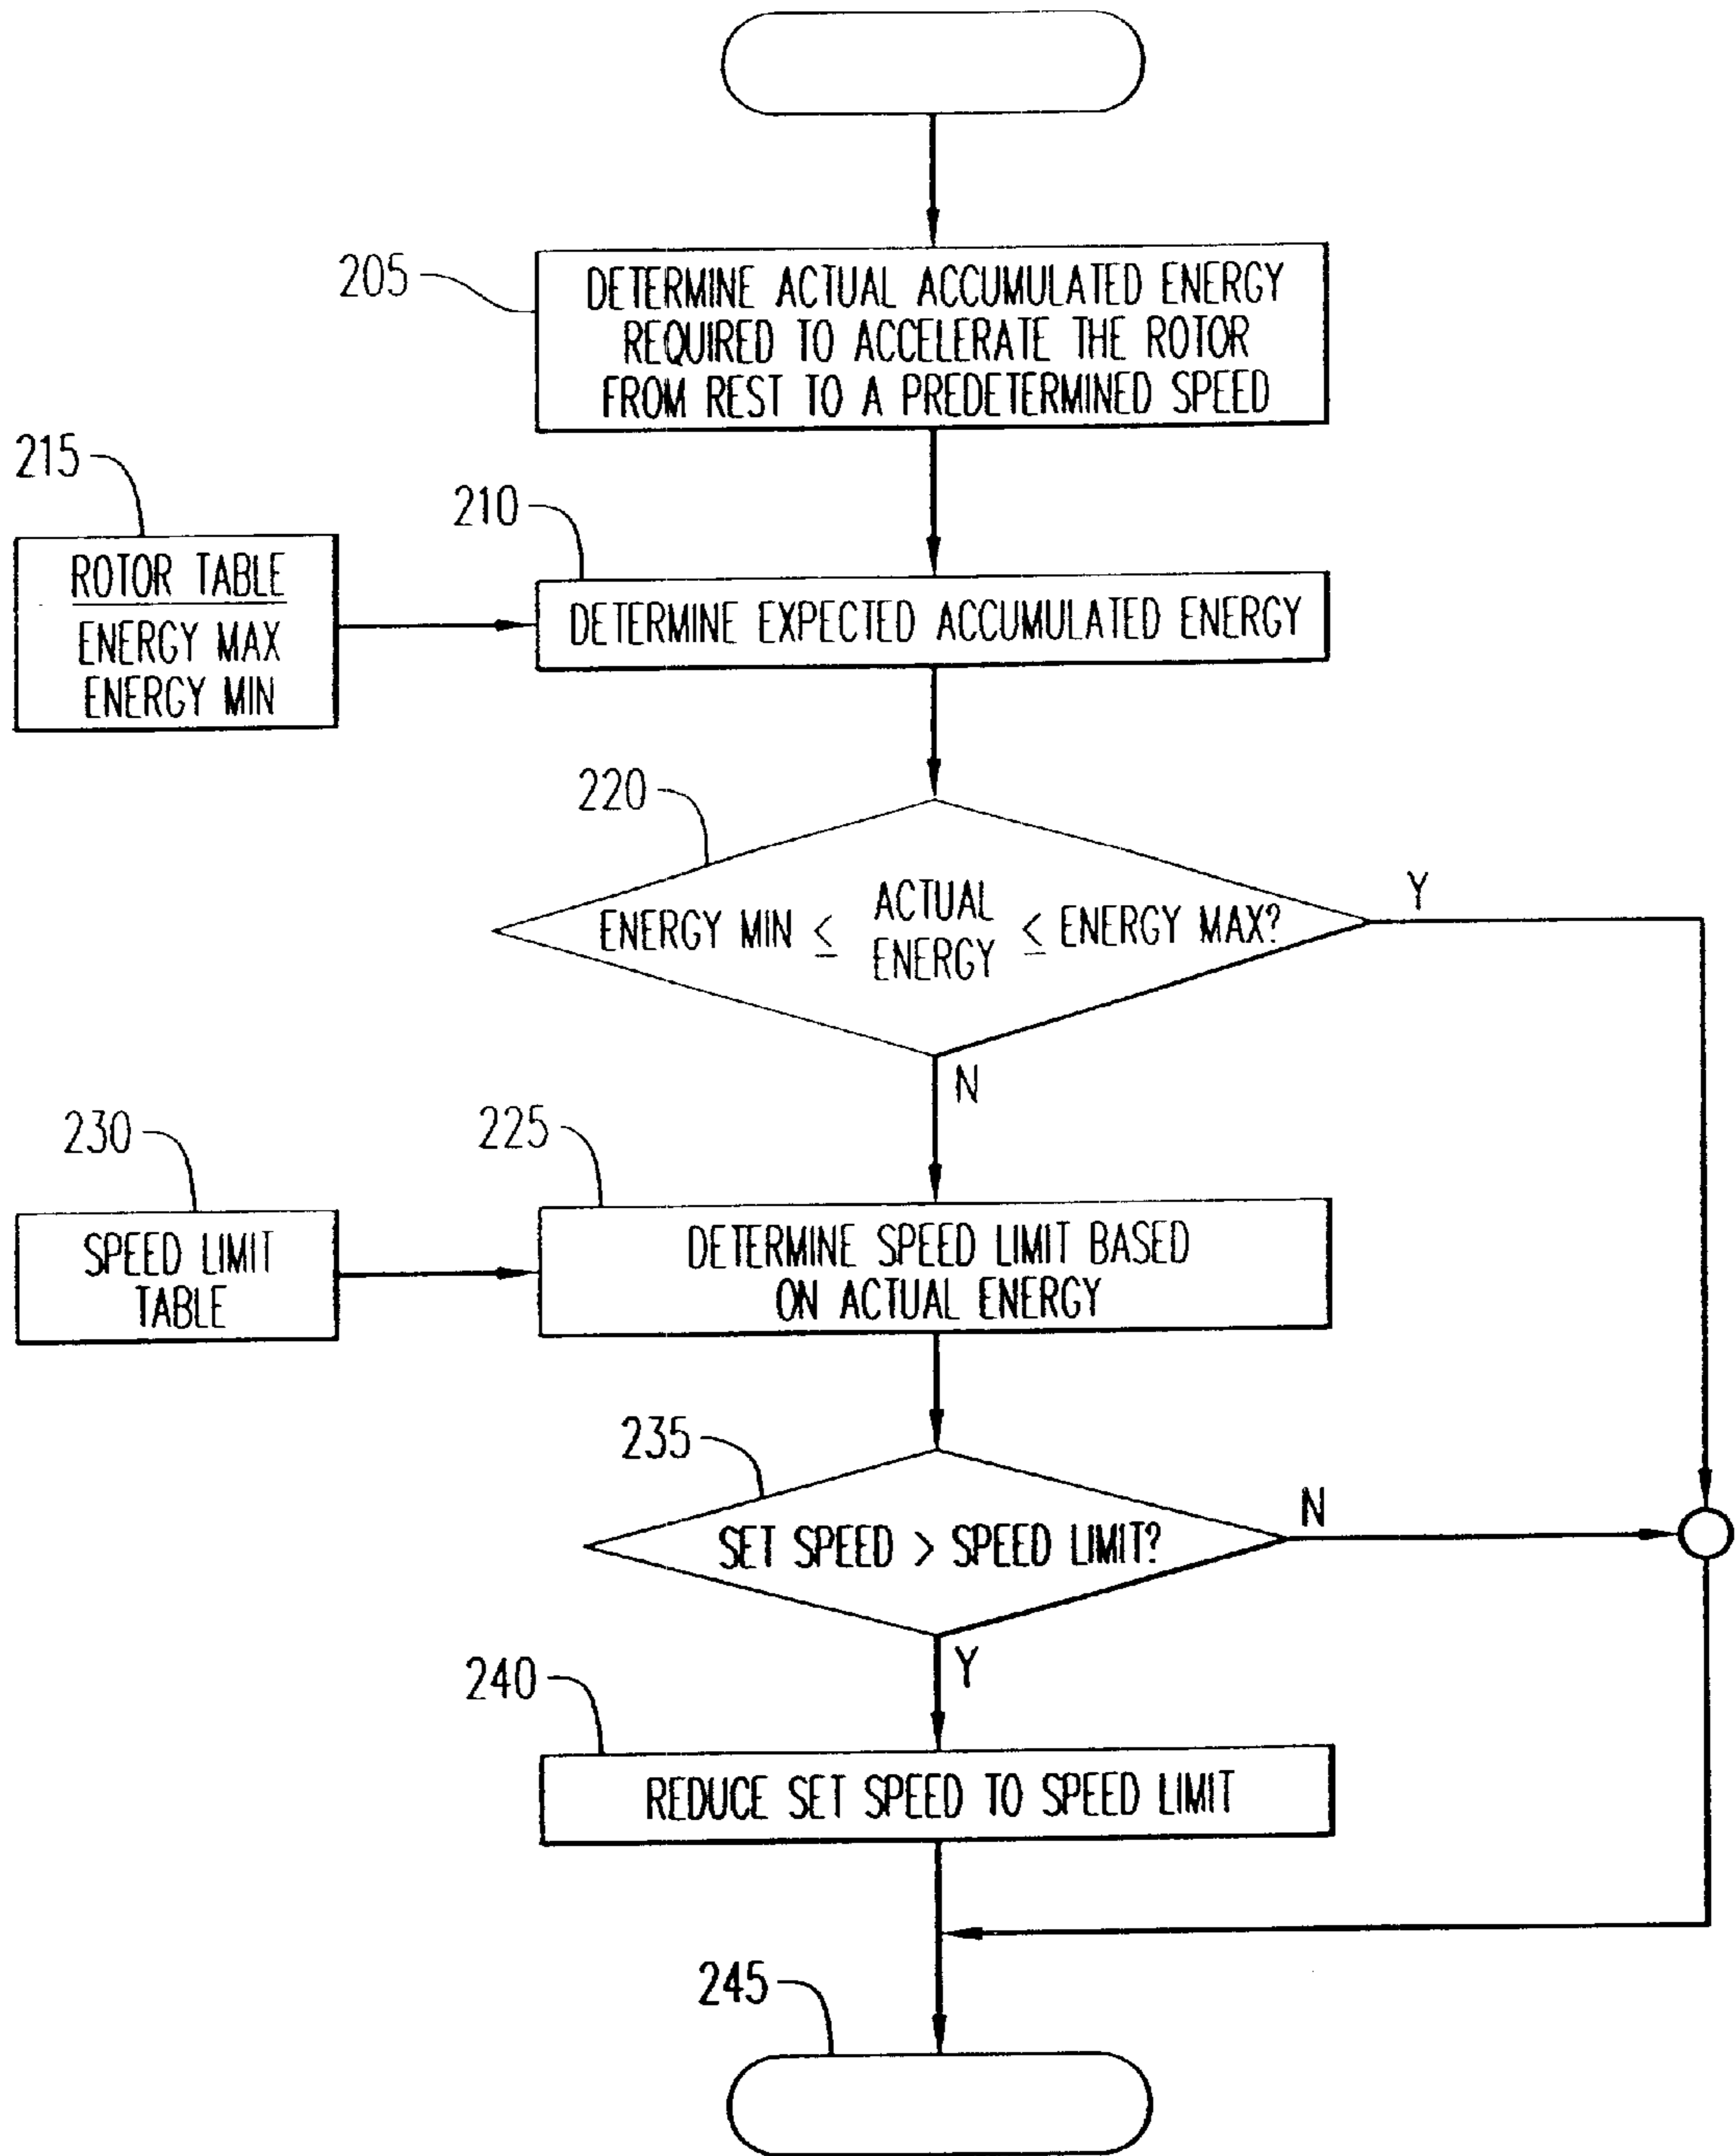 205
DETERMINE ACTUAL ACCUMULATED ENERGY
REQUIRED TO ACCELERATE THE ROTOR
FROM REST TO A PREDETERMINED SPEED
215
ROTOR TABLE
ENERGY MAX
ENERGY MIN
210
DETERMINE EXPECTED ACCUMULATED ENERGY
220
ENERGY MIN ≤ ACTUAL ENERGY ≤ ENERGY MAX?
Y
N
230
SPEED LIMIT
TABLE
225
DETERMINE SPEED LIMIT BASED
ON ACTUAL ENERGY
235
SET SPEED > SPEED LIMIT?
N
Y
240
REDUCE SET SPEED TO SPEED LIMIT
245